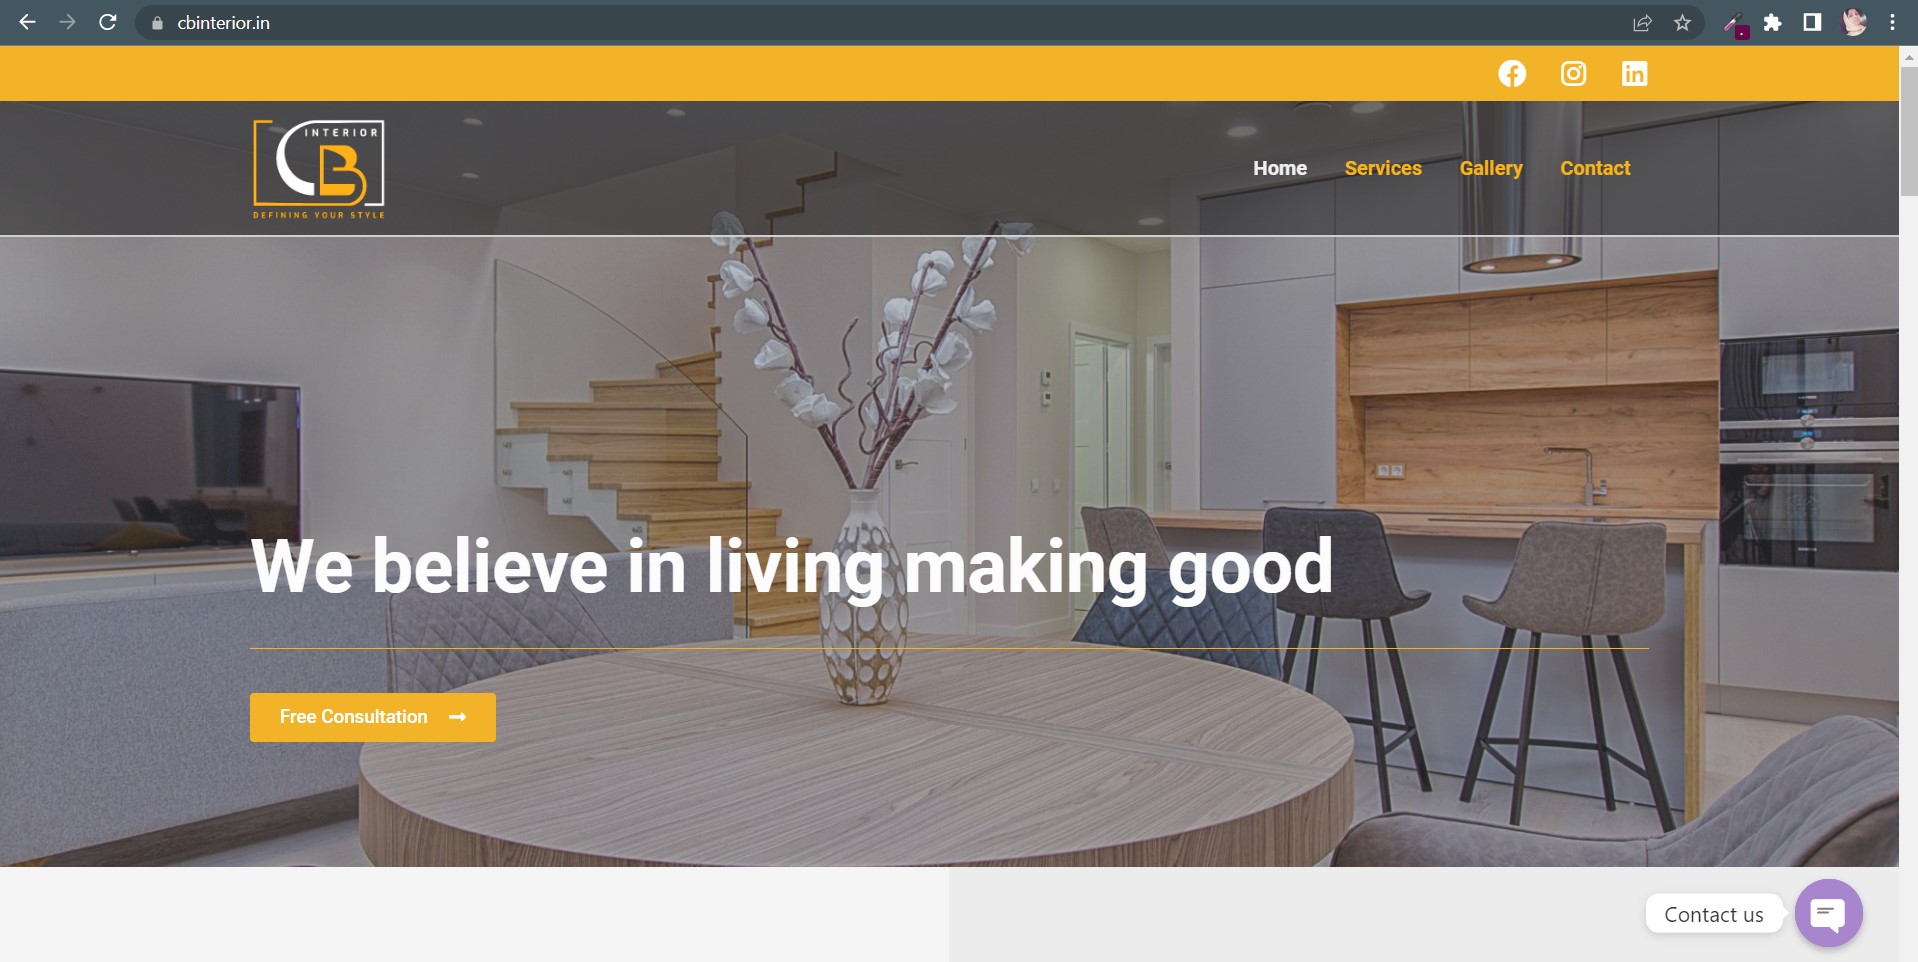 cbinterior.in
INTERIOR
CB
DEFINING YOUR STYLE
Home Services Gallery Contact
We believe in living making good
Free Consultation
Contact us